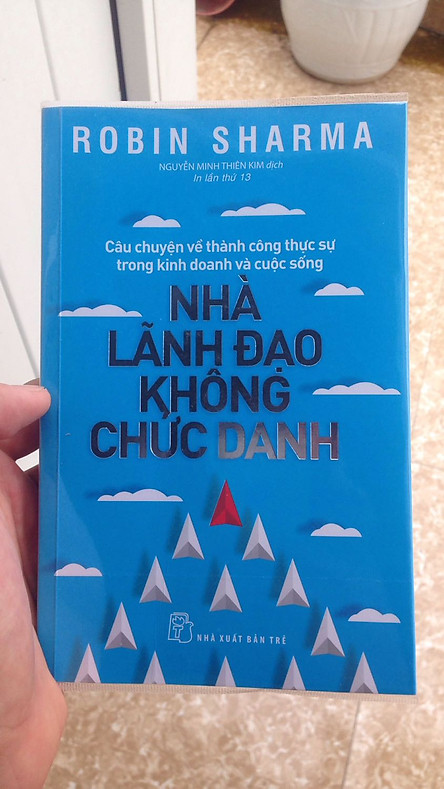 ROBIN SHARMA
NGUYỄN MINH THIÊN KIM dịch
In lần thứ 13
Câu chuyện về thành công thực sự
trong kinh doanh và cuộc sống
NHÀ
LÃNH ĐẠO
KHÔNG
CHỨC DANH
NHÀ XUẤT BẢN TRẺ